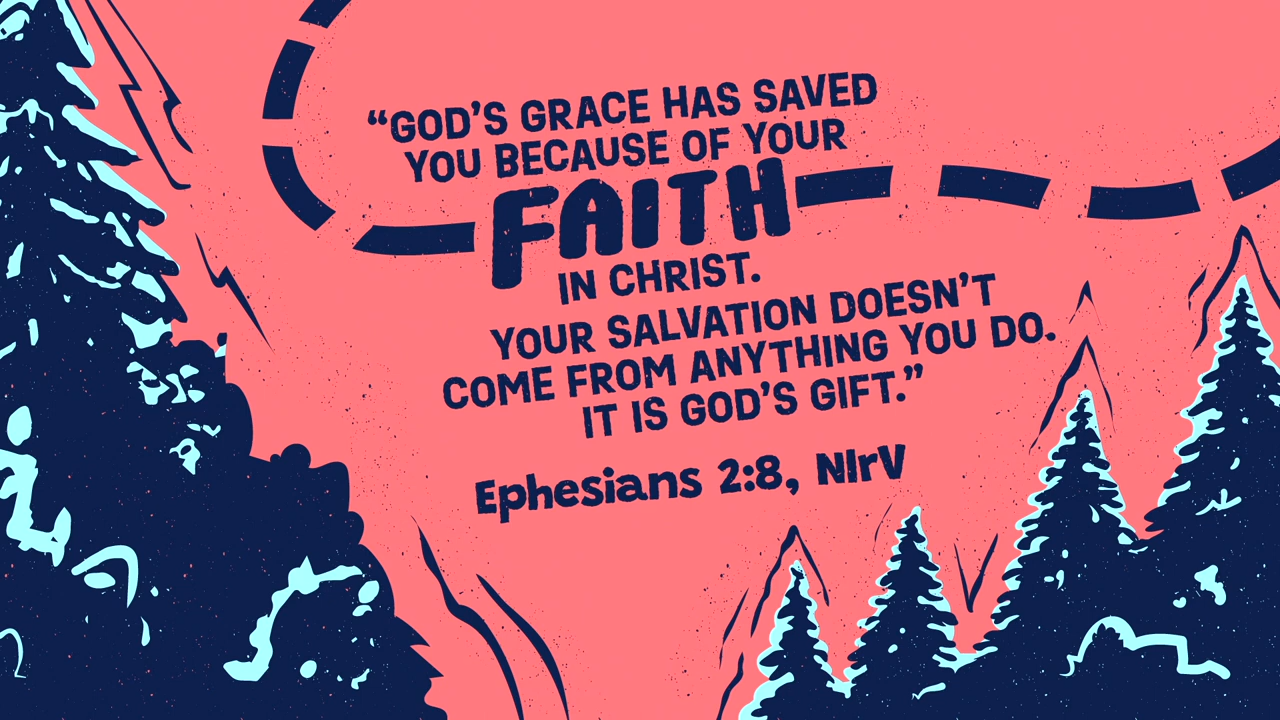 “GOD’S GRACE HAS SAVED
YOU BECAUSE OF YOUR
FAITH
IN CHRIST.
YOUR SALVATION DOESN’T
COME FROM ANYTHING YOU DO.
IT IS GOD’S GIFT.”
Ephesians 2:8, NIrV